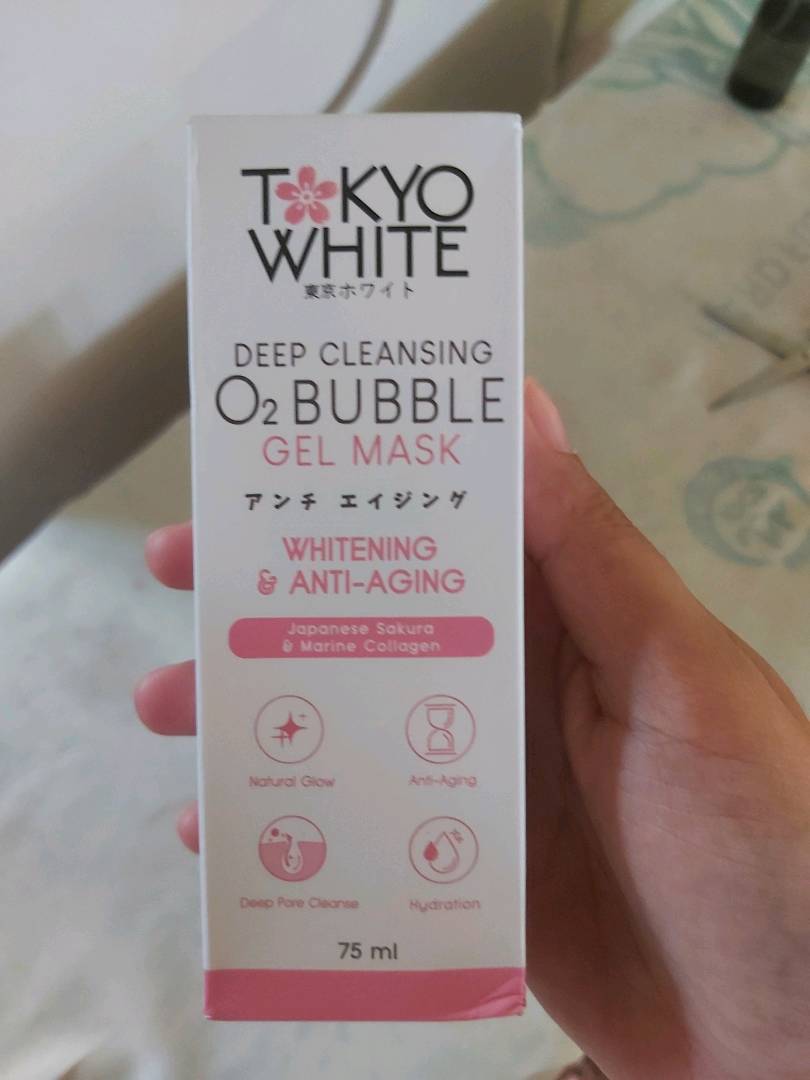 TOKYO
WHITE
東京ホワイト
DEEP CLEANSING
O2 BUBBLE
GEL MASK
アンチ エイジング
WHITENING
& ANTI-AGING
Japanese Sakura
& Marine Collagen
Natural Glow
Anti-Aging
Deep Pore Cleanse
Hydration
75 ml